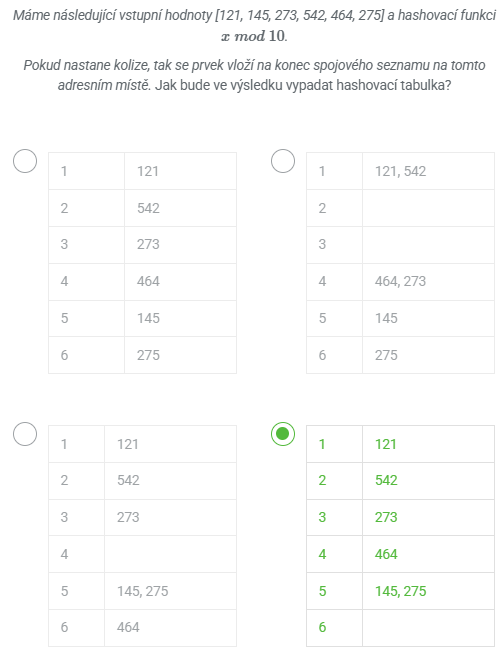 Máme následující vstupní hodnoty [121, 145, 273, 542, 464, 275] a hashovací funkci
x mod 10.
Pokud nastane kolize, tak se prvek vloží na konec spojového seznamu na tomto
adresním místě. Jak bude ve výsledku vypadat hashovací tabulka?
1 121
2 542
3 273
4 464
5 145
6 275
1 121, 542
2
3
4 464, 273
5 145
6 275
1 121
2 542
3 273
4
5 145, 275
6 464
1 121
2 542
3 273
4 464
5 145, 275
6